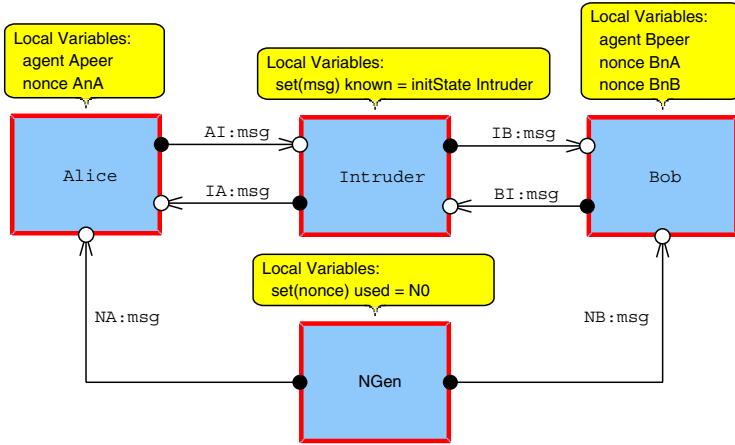 Local Variables:
agent Apeer
nonce AnA
Local Variables:
set(msg) known = initState Intruder
Local Variables:
agent Bpeer
nonce BnA
nonce BnB
AI:msg
IB:msg
Alice
Intruder
Bob
IA:msg
BI:msg
Local Variables:
set(nonce) used = N0
NA:msg
NB:msg
NGen